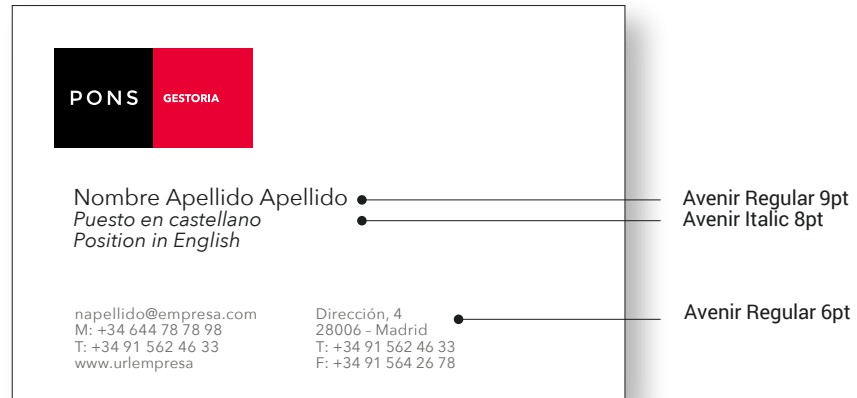 PONS GESTORIA
Nombre Apellido Apellido
Puesto en castellano
Position in English
Avenir Regular 9pt
Avenir Italic 8pt
napellido@empresa.com
M: +34 644 78 78 98
T: +34 91 562 46 33
www.urlempresa
Dirección, 4
28006 – Madrid
T: +34 91 562 46 33
F: +34 91 564 26 78
Avenir Regular 6pt